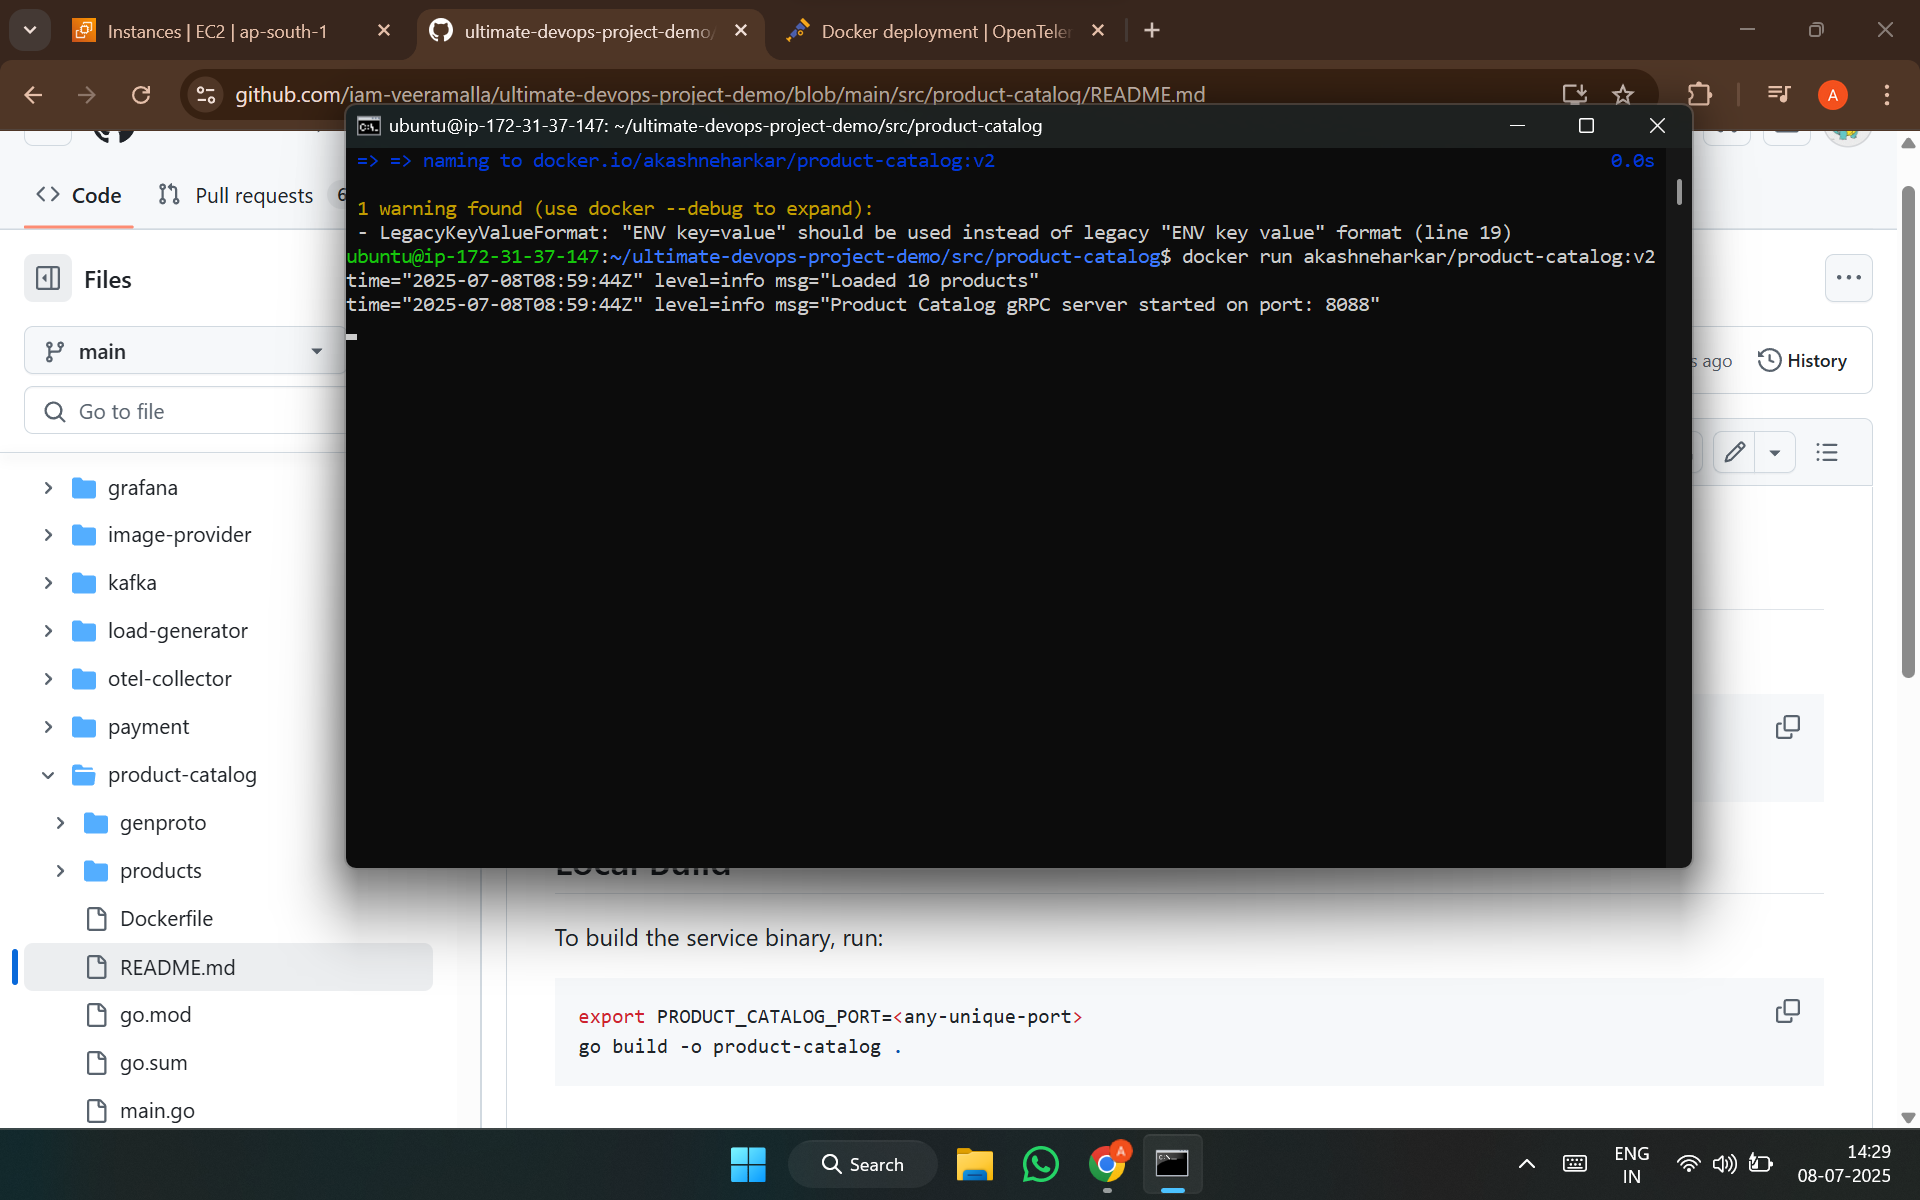 Instances | EC2 | ap-south-1
ultimate-devops-project-demo/
Docker deployment | OpenTeler
github.com/iam-veeramalla/ultimate-devops-project-demo/blob/main/src/product-catalog/README.md
A
ubuntu@ip-172-31-37-147: ~/ultimate-devops-project-demo/src/product-catalog
=> => naming to docker.io/akashneharkar/product-catalog:v2 0.0s
1 warning found (use docker --debug to expand):
- LegacyKeyValueFormat: "ENV key=value" should be used instead of legacy "ENV key value" format (line 19)
ubuntu@ip-172-31-37-147:~/ultimate-devops-project-demo/src/product-catalog$ docker run akashneharkar/product-catalog:v2
time="2025-07-08T08:59:44Z" level=info msg="Loaded 10 products"
time="2025-07-08T08:59:44Z" level=info msg="Product Catalog gRPC server started on port: 8088"
Code
Pull requests 6
Files
main
Go to file
grafana
image-provider
kafka
load-generator
otel-collector
payment
product-catalog
genproto
products
Dockerfile
README.md
go.mod
go.sum
main.go
s ago
History
Local Build
To build the service binary, run:
export PRODUCT_CATALOG_PORT=<any-unique-port>
go build -o product-catalog .
Search
A
ENG
IN
14:29
08-07-2025